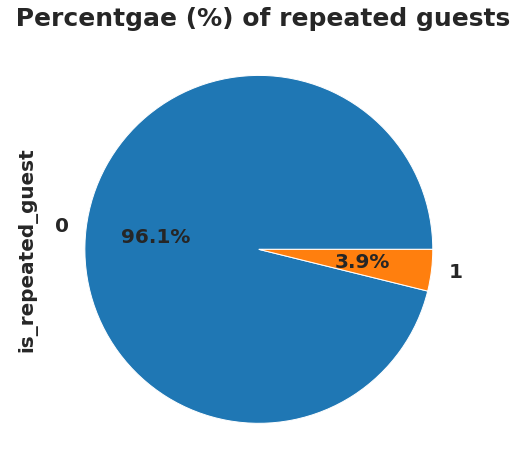 Percentgae (%) of repeated guests
is_repeated_guest
0
96.1%
3.9%
1